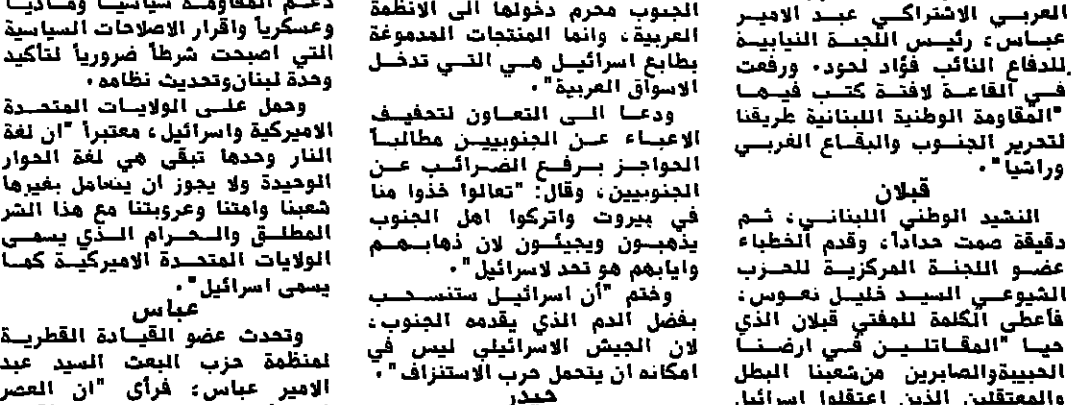 العربي الاشتراكي عبد الامير
عباس، رئيس اللجنة النيابية
للدفاع النائب فؤاد لحود. ورفعت
في القاعة لافتة كتب فيها
"المقاومة الوطنية اللبنانية طريقنا
لتحرير الجنوب والبقاع الغربي
وراشيا".
قبلان
النشيد الوطني اللبناني، ثم
دقيقة صمت حداداً، وقدم الخطباء
عضو اللجنة المركزية للحزب
الشيوعي السيد خليل نعوس،
فأعطى الكلمة للمفتي قبلان الذي
حيا "المقاتلين في ارضنا
الحبيبة والصابرين من شعبنا البطل
والمعتقلين الذين اعتقلوا اسرائيل
الجنوب محرم دخولها الى الانظمة
العربية، وانما المنتجات المدموغة
بطابع اسرائيل هي التي تدخل
الاسواق العربية".
ودعا الى التعاون لتخفيف
الاعباء عن الجنوبيين مطالباً
الحواجز برفع الضرائب عن
الجنوبيين، وقال: "تعالوا خذوا منا
في بيروت واتركوا اهل الجنوب
يذهبون ويجيئون لان ذهابهم
وايابهم هو تحد لاسرائيل".
وختم "أن اسرائيل ستنسحب
بفضل الدم الذي يقدمه الجنوب،
لان الجيش الاسرائيلي ليس في
امكانه ان يتحمل حرب الاستنزاف".
حيدر
دعم المقاومة سياسياً ومادياً
وعسكرياً واقرار الاصلاحات السياسية
التي اصبحت شرطاً ضرورياً لتأكيد
وحدة لبنان وتحديث نظامه.
وحمل على الولايات المتحدة
الاميركية واسرائيل، معتبراً "ان لغة
النار وحدها تبقى هي لغة الحوار
الوحيدة ولا يجوز ان يتعامل بغيرها
شعبنا وامتنا وعروبتنا مع هذا الشر
المطلق والحرام الذي يسمى
الولايات المتحدة الاميركية كما
يسمى اسرائيل".
عباس
وتحدث عضو القيادة القطرية
لمنظمة حزب البعث السيد عبد
الامير عباس، فرأى "ان العصر